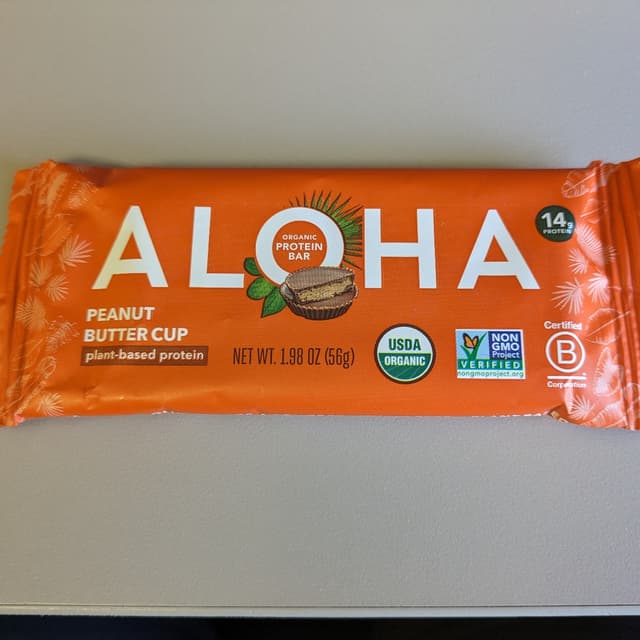 ALOHA
ORGANIC
PROTEIN
BAR
14g
PROTEIN
PEANUT
BUTTER CUP
plant-based protein
NET WT. 1.98 OZ (56g)
USDA
ORGANIC
NON
GMO
Project
VERIFIED
nongmoproject.org
Certified
B
Corporation